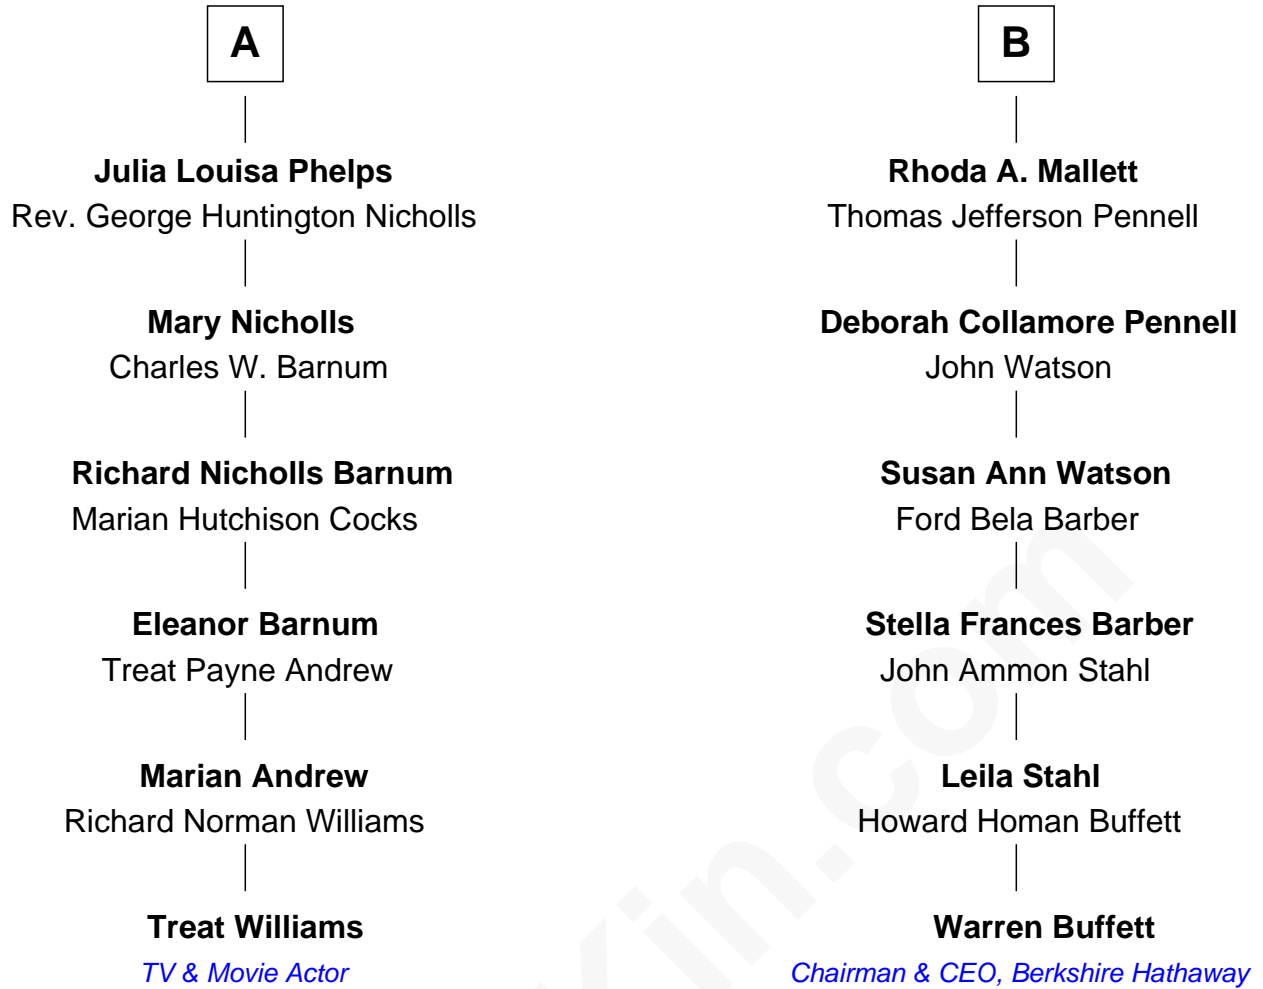 A
Julia Louisa Phelps
Rev. George Huntington Nicholls
Mary Nicholls
Charles W. Barnum
Richard Nicholls Barnum
Marian Hutchison Cocks
Eleanor Barnum
Treat Payne Andrew
Marian Andrew
Richard Norman Williams
Treat Williams
TV & Movie Actor
B
Rhoda A. Mallett
Thomas Jefferson Pennell
Deborah Collamore Pennell
John Watson
Susan Ann Watson
Ford Bela Barber
Stella Frances Barber
John Ammon Stahl
Leila Stahl
Howard Homan Buffett
Warren Buffett
Chairman & CEO, Berkshire Hathaway
Kin.com